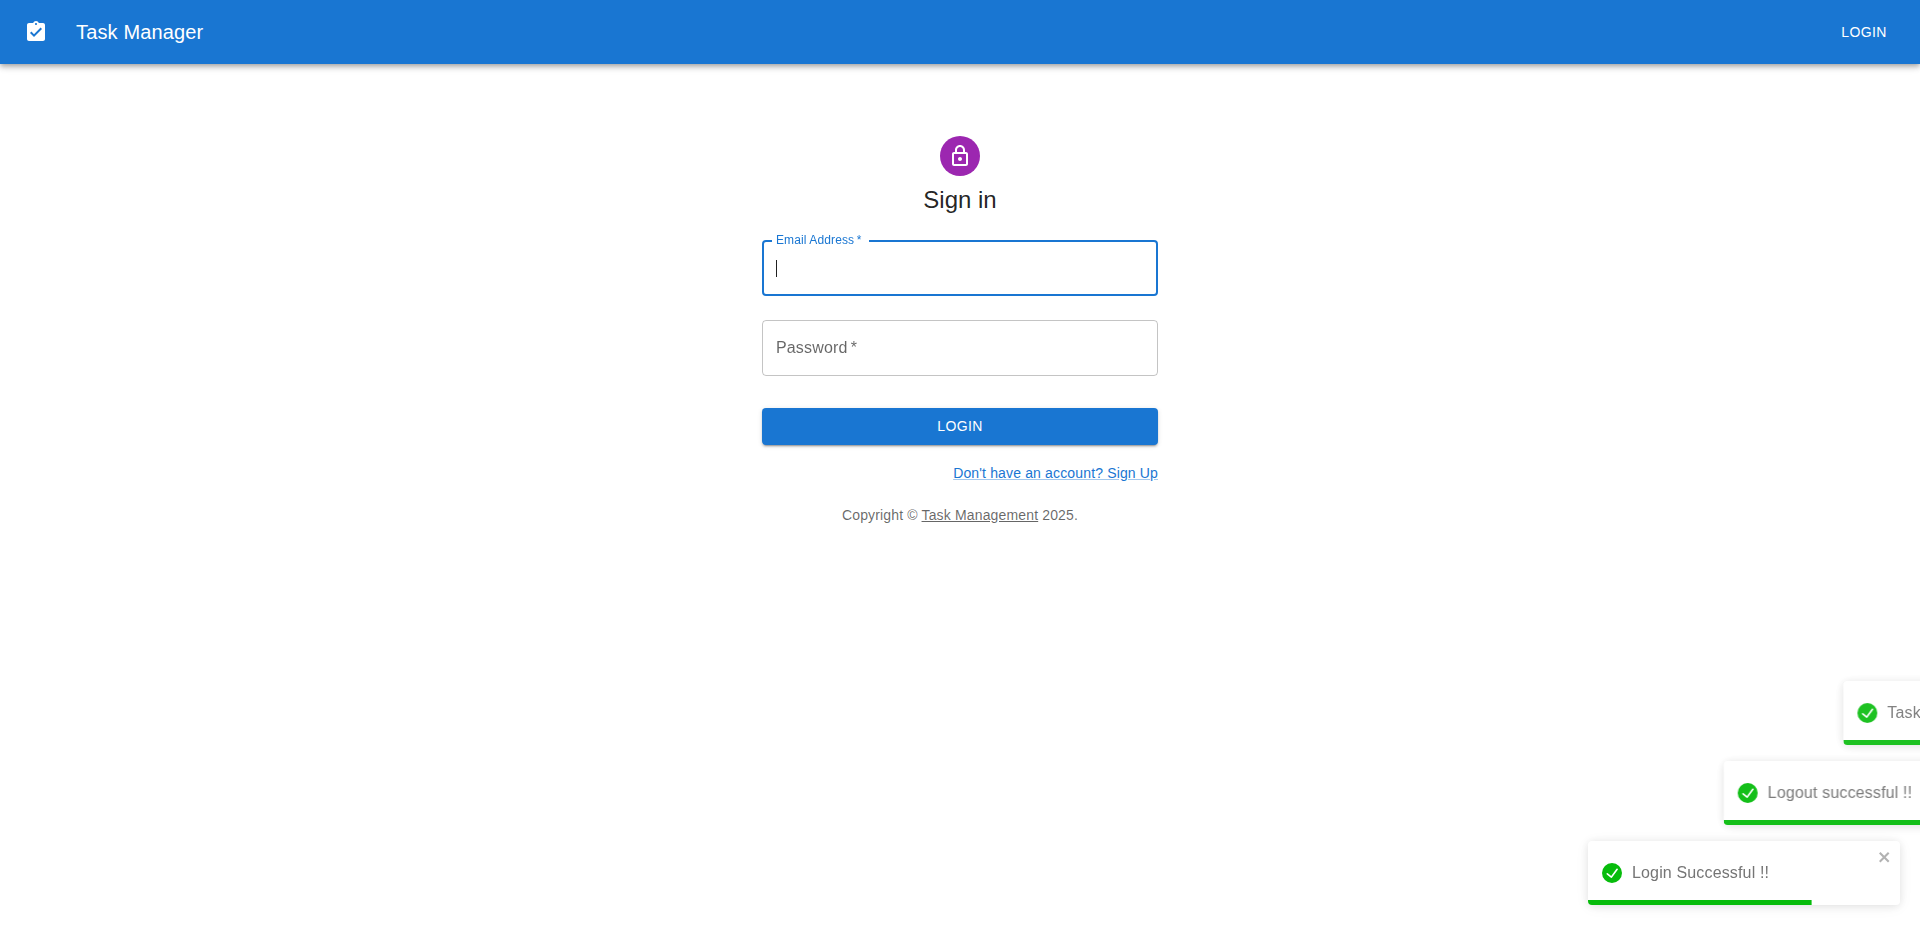 Task Manager
LOGIN
Sign in
Email Address *
Password *
LOGIN
Don't have an account? Sign Up
Copyright © Task Management 2025.
Task
Logout successful !!
Login Successful !!